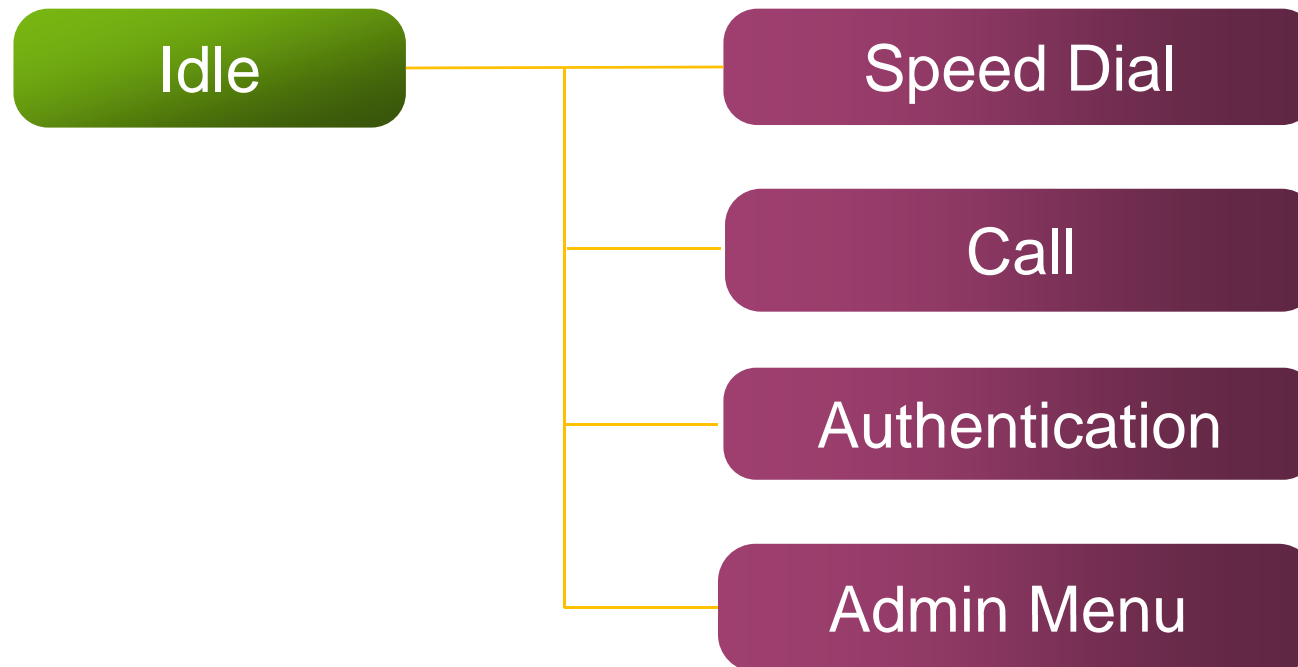 Idle
Speed Dial
Call
Authentication
Admin Menu